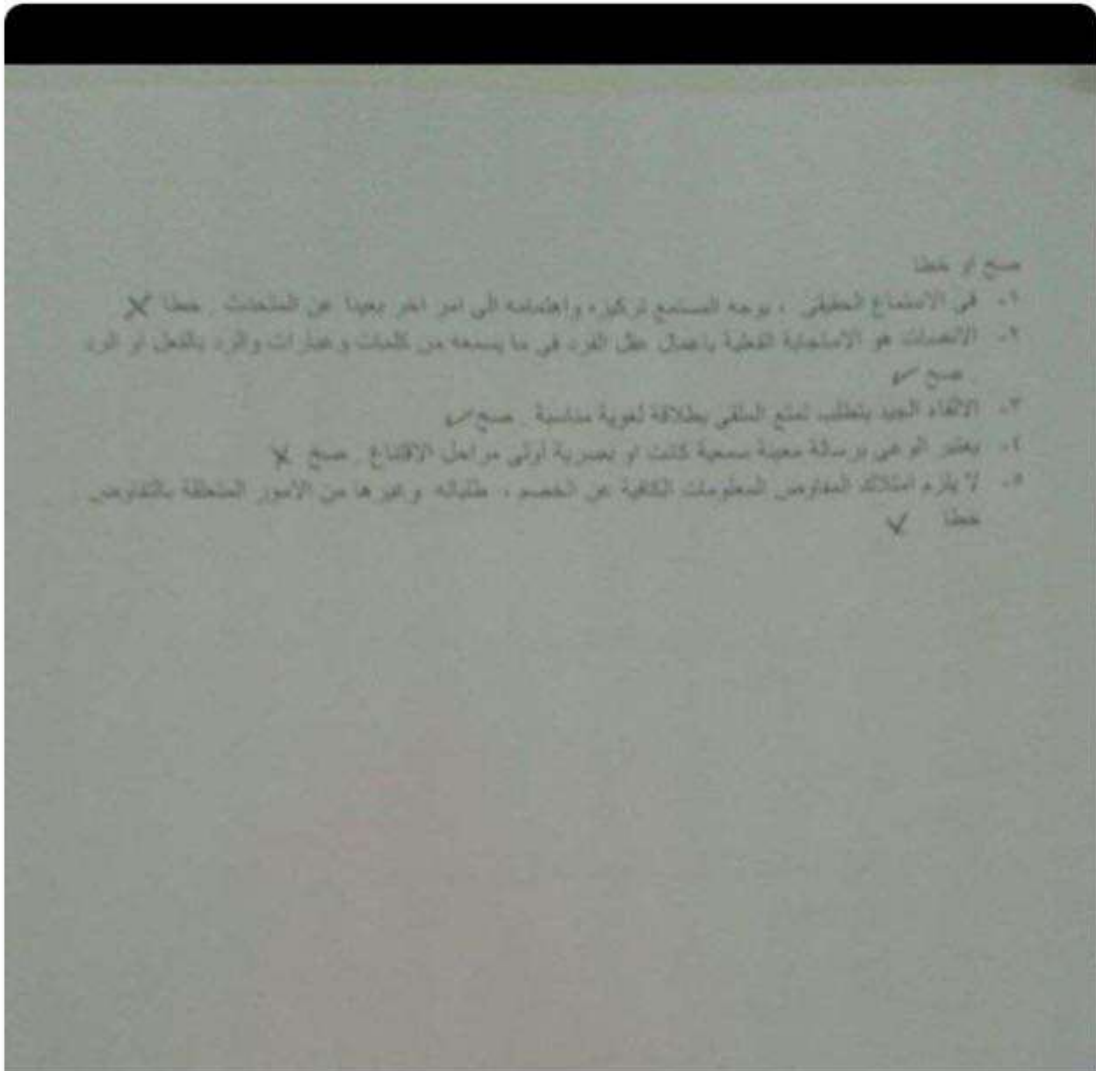 صح او خطا
١- في الاستماع الحقيقي ، يوجه المستمع تركيزه واهتمامه الى امر اخر بعيدا عن المتحدث . خطا ✗
٢- الانصات هو الاستجابة الفعلية باعمال عقل الفرد في ما يسمعه من كلمات وعبارات والرد بالفعل او الرد
. صح ✓
٣- الالقاء الجيد يتطلب تمتع الملقي بطلاقة لغوية مناسبة . صح ✓
٤- يعتبر الوعي برسالة معينة سمعية كانت او بصرية أولى مراحل الاقناع . صح ✗
٥- لا يلزم امتلاك المفاوض المعلومات الكافية عن الخصم ، طلباته وغيرها من الامور المتعلقة بالتفاوض .
خطا ✓